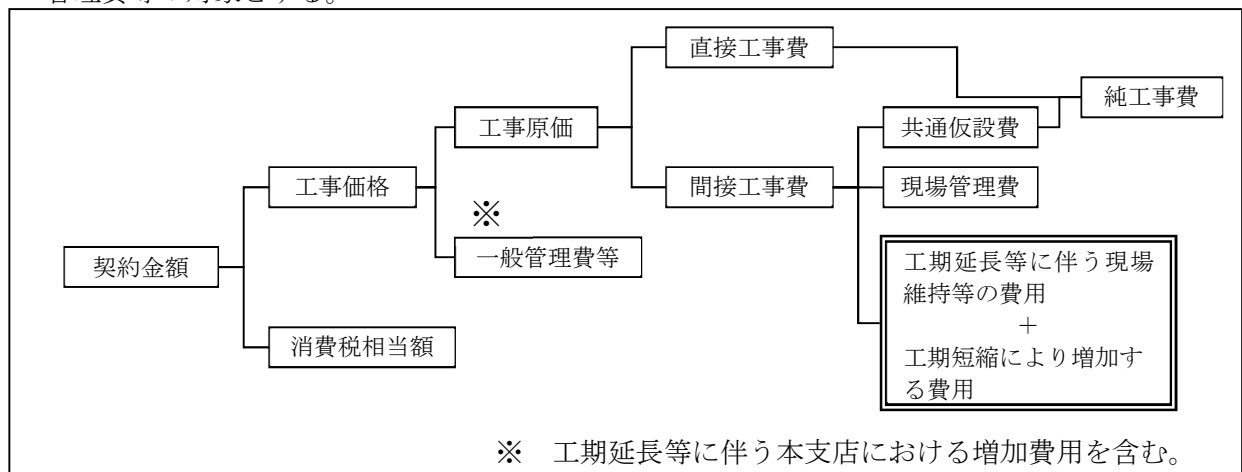 直接工事費
純工事費
工事原価
共通仮設費
工事価格
間接工事費
現場管理費
※
一般管理費等
契約金額
工期延長等に伴う現場
維持等の費用
＋
工期短縮により増加す
る費用
消費税相当額
※　工期延長等に伴う本支店における増加費用を含む。